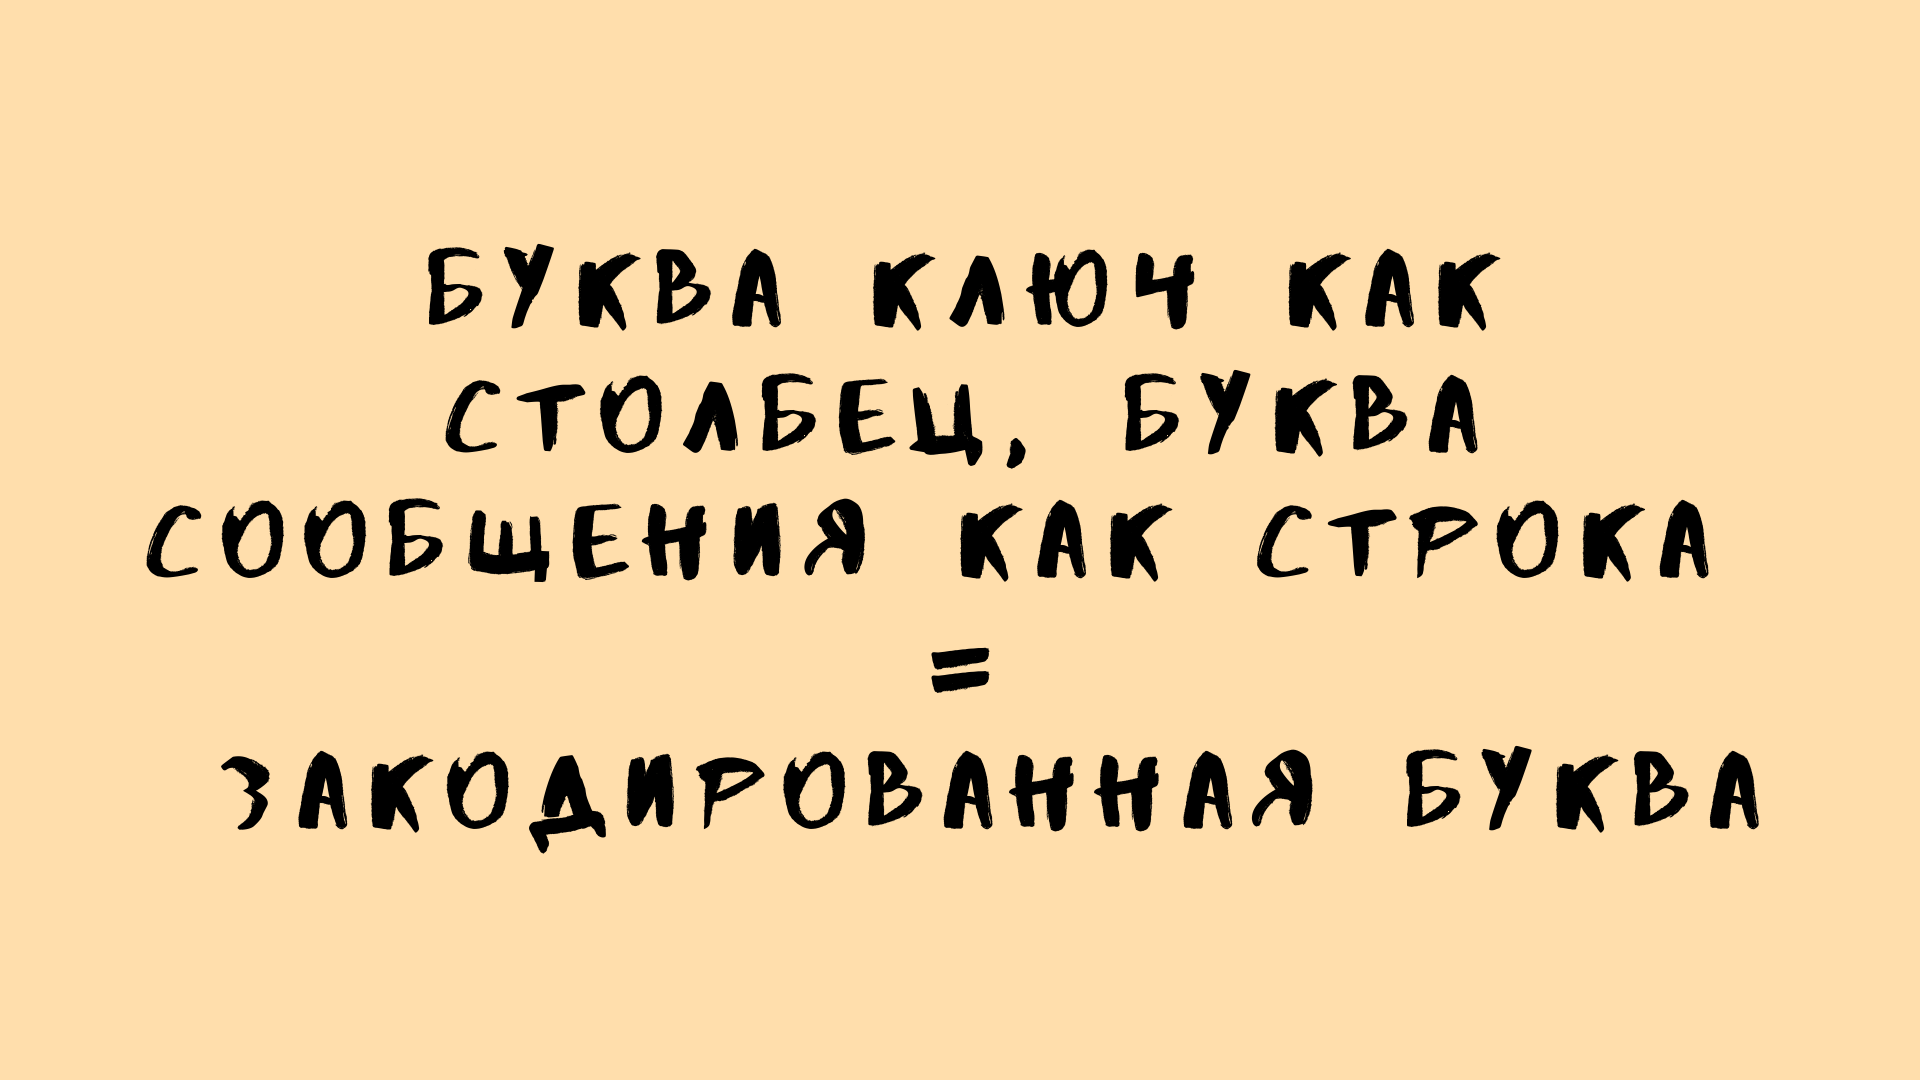 БУКВА КЛЮЧ КАК
СТОЛБЕЦ, БУКВА
СООБЩЕНИЯ КАК СТРОКА
=
ЗАКОДИРОВАННАЯ БУКВА